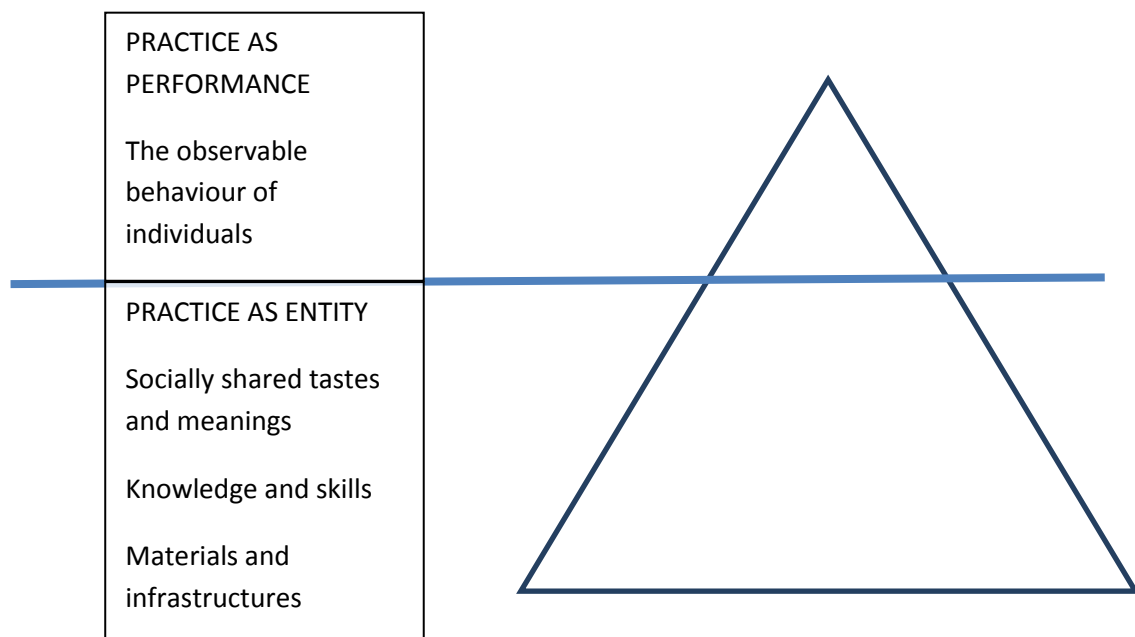 PRACTICE AS
PERFORMANCE
The observable
behaviour of
individuals
PRACTICE AS ENTITY
Socially shared tastes
and meanings
Knowledge and skills
Materials and
infrastructures